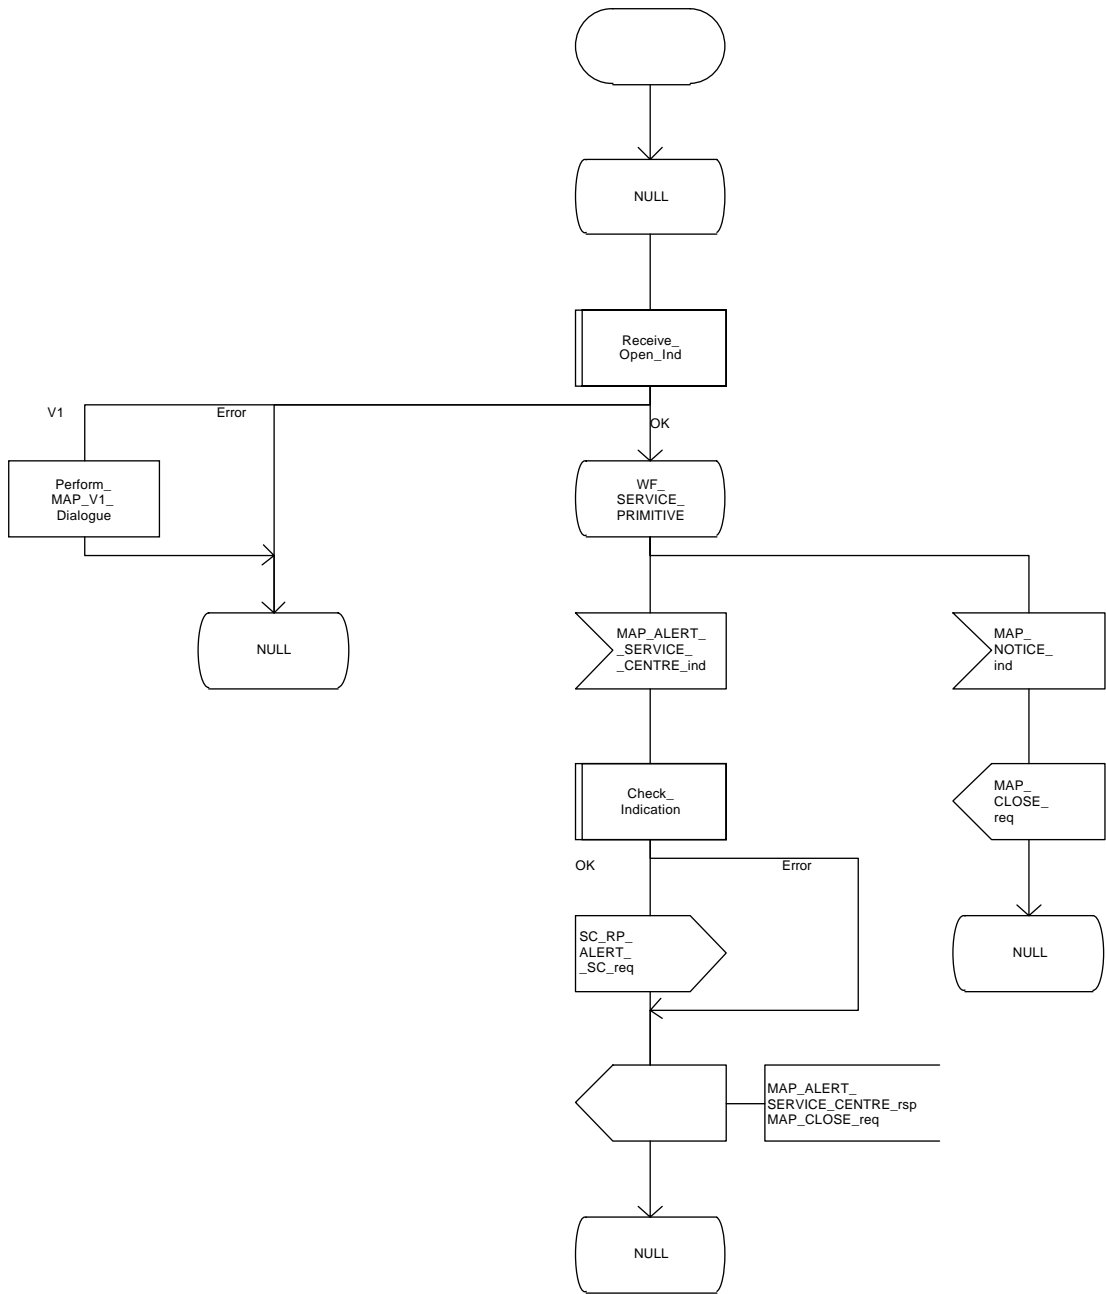 NULL
Receive_
Open_Ind
V1
Error
OK
Perform_
MAP_V1_
Dialogue
WF_
SERVICE_
PRIMITIVE
NULL
MAP_ALERT_
_SERVICE_
_CENTRE_ind
MAP_
NOTICE_
ind
Check_
Indication
MAP_
CLOSE_
req
OK
Error
SC_RP_
ALERT_
_SC_req
NULL
MAP_ALERT_
SERVICE_CENTRE_rsp
MAP_CLOSE_req
NULL